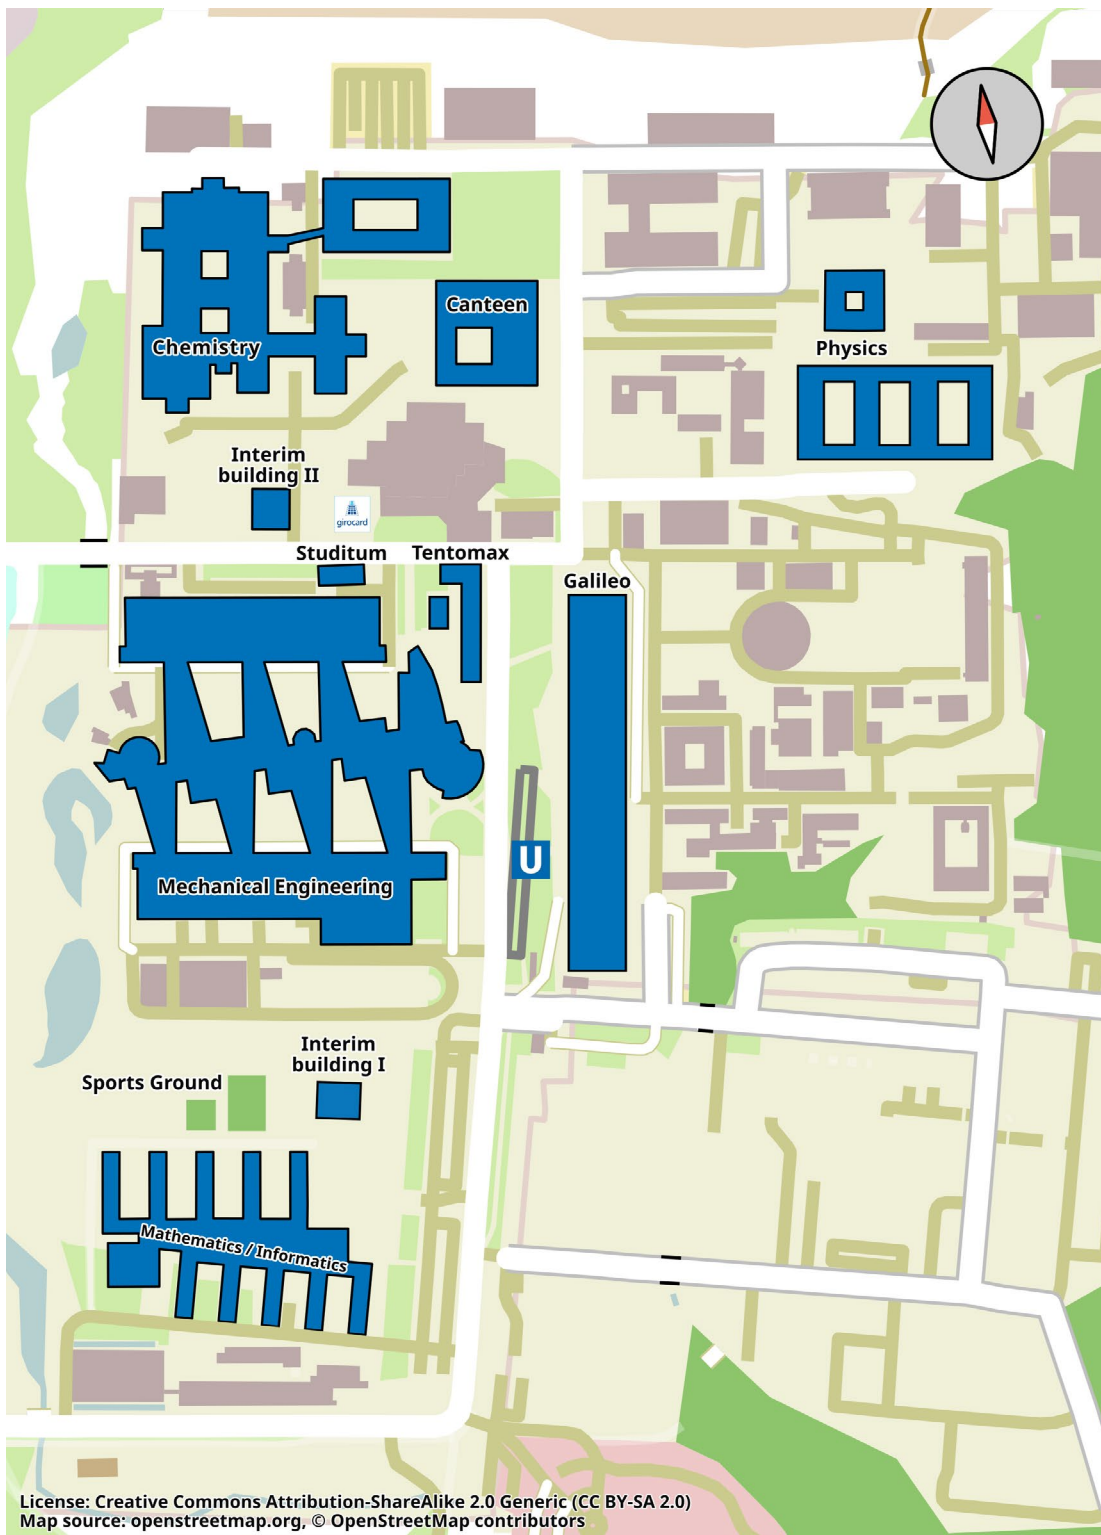 Canteen
Chemistry
Physics
Interim
building II
girocard
Studitum
Tentomax
Galileo
U
Mechanical Engineering
Interim
building I
Sports Ground
Mathematics / Informatics
License: Creative Commons Attribution-ShareAlike 2.0 Generic (CC BY-SA 2.0)
Map source: openstreetmap.org, © OpenStreetMap contributors